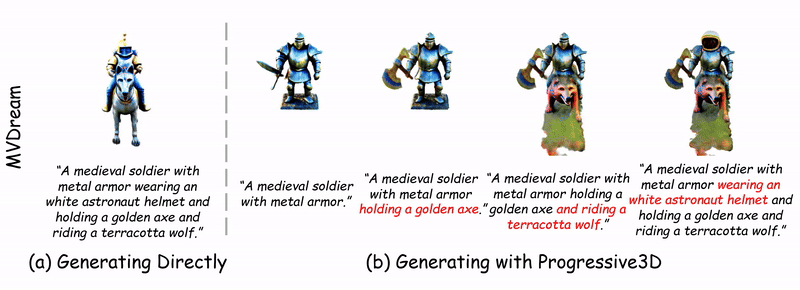 MVDream
“A medieval soldier with
metal armor wearing an
white astronaut helmet and
holding a golden axe and
riding a terracotta wolf.”
“A medieval soldier
with metal armor.”
“A medieval soldier
with metal armor
holding a golden axe.”
“A medieval soldier with
metal armor holding a
golden axe and riding a
terracotta wolf.”
“A medieval soldier with
metal armor wearing an
white astronaut helmet and
holding a golden axe and
riding a terracotta wolf.”
(a) Generating Directly
(b) Generating with Progressive3D